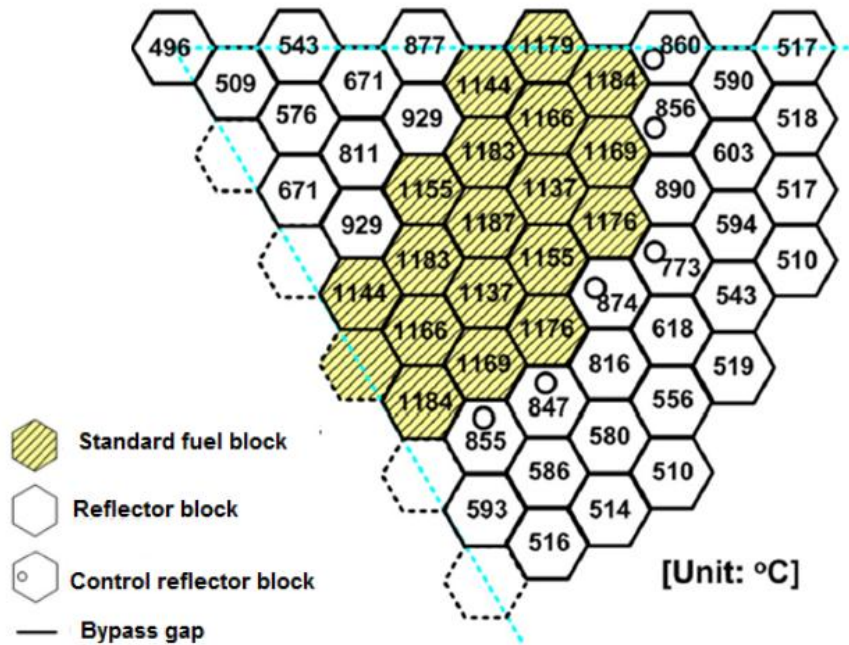 496 543 877 1179 860 517
509 671 1144 1184 590
576 929 1166 856 518
811 1183 1169 603
671 1155 1137 890 517
929 1187 1176 594
1183 1155 773 510
1144 1137 874 543
1166 1176 618 519
1184 1169 816 556
855 847 580 510
593 586 514
516
Standard fuel block
Reflector block
Control reflector block
Bypass gap
[Unit: °C]